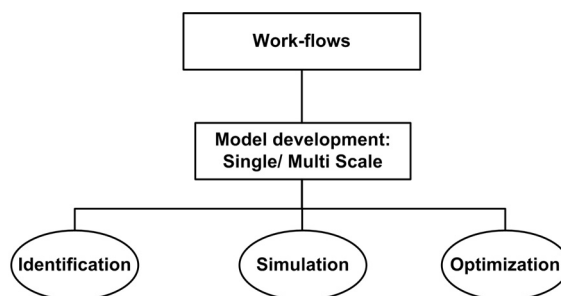 Work-flows
Model development:
Single/ Multi Scale
Identification
Simulation
Optimization